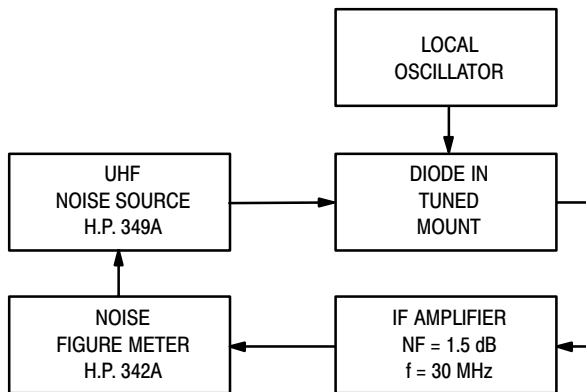 LOCAL
OSCILLATOR
UHF
NOISE SOURCE
H.P. 349A
DIODE IN
TUNED
MOUNT
NOISE
FIGURE METER
H.P. 342A
IF AMPLIFIER
NF = 1.5 dB
f = 30 MHz